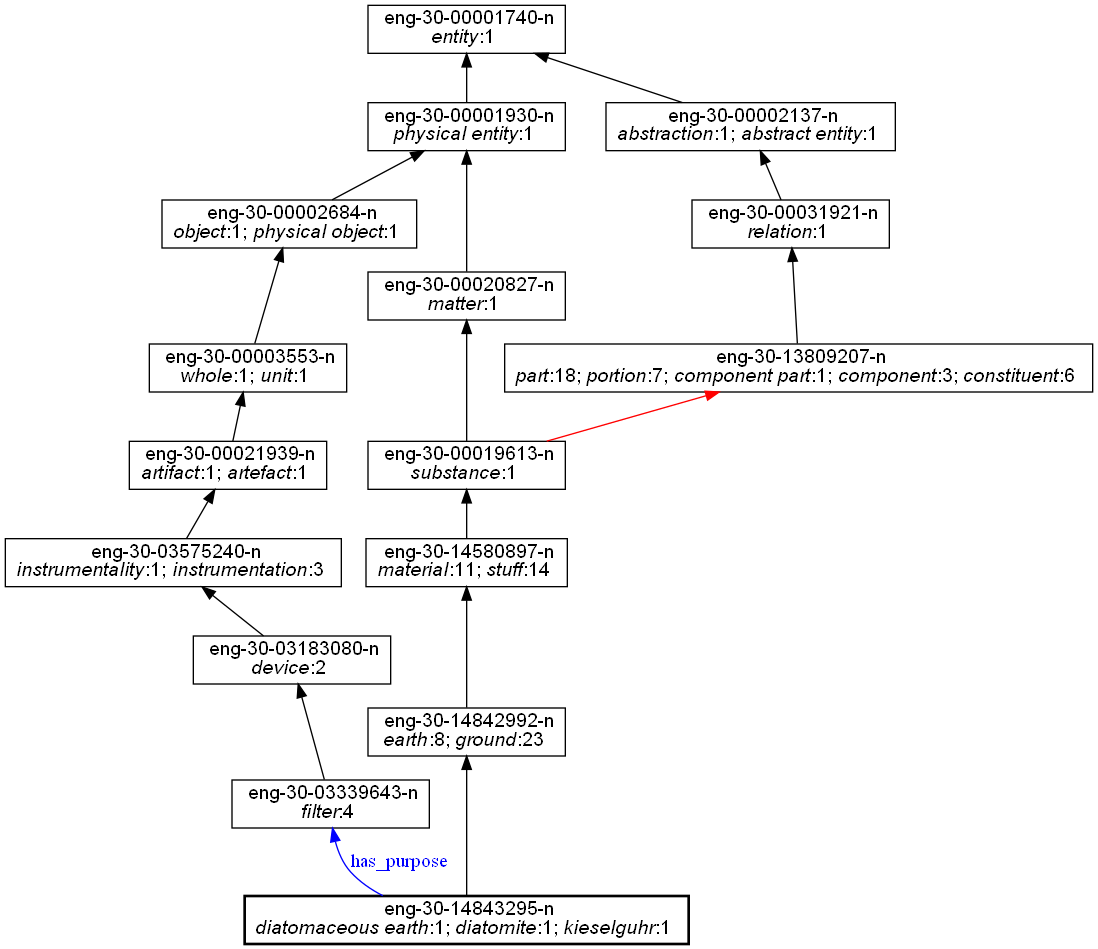 eng-30-00001740-n
entity:1
eng-30-00001930-n
physical entity:1
eng-30-00002137-n
abstraction:1; abstract entity:1
eng-30-00002684-n
object:1; physical object:1
eng-30-00031921-n
relation:1
eng-30-00020827-n
matter:1
eng-30-00003553-n
whole:1; unit:1
eng-30-13809207-n
part:18; portion:7; component part:1; component:3; constituent:6
eng-30-00021939-n
artifact:1; artefact:1
eng-30-00019613-n
substance:1
eng-30-03575240-n
instrumentality:1; instrumentation:3
eng-30-14580897-n
material:11; stuff:14
eng-30-03183080-n
device:2
eng-30-14842992-n
earth:8; ground:23
eng-30-03339643-n
filter:4
has_purpose
eng-30-14843295-n
diatomaceous earth:1; diatomite:1; kieselguhr:1